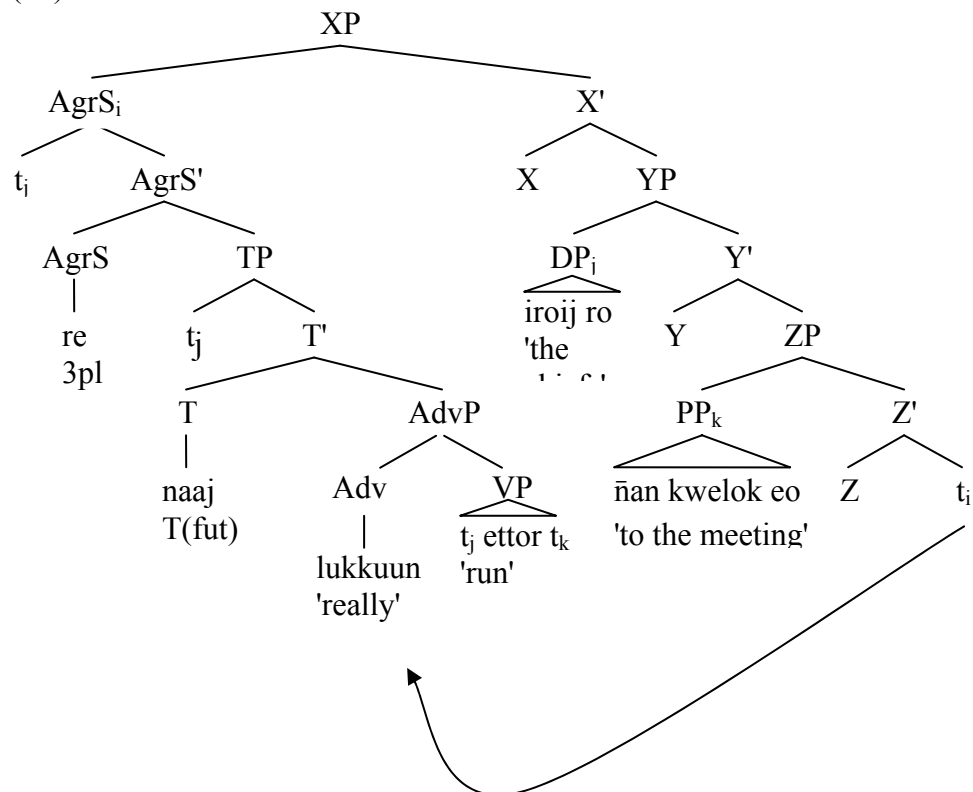 XP
AgrSᵢ X'
tⱼ AgrS' X YP
AgrS TP DPⱼ Y'
re tⱼ T' iroij ro Y ZP
3pl 'the
T AdvP PPₖ Z'
naaj Adv VP n̄an kwelok eo Z tᵢ
T(fut) tⱼ ettor tₖ 'to the meeting'
lukkuun 'run'
'really'